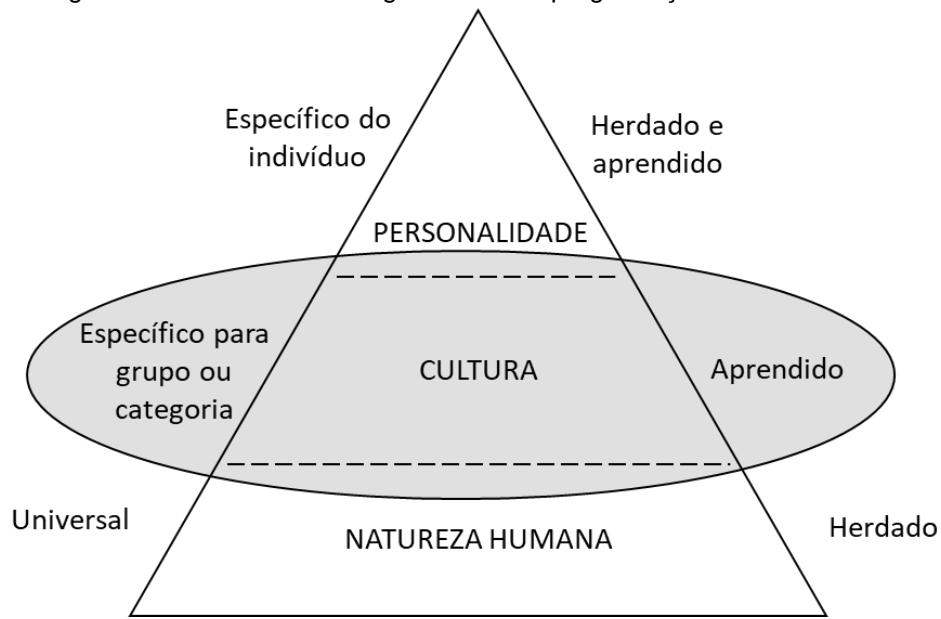 Específico do
indivíduo
Herdado e
aprendido
PERSONALIDADE
Específico para
grupo ou
categoria
CULTURA
Aprendido
Universal
NATUREZA HUMANA
Herdado